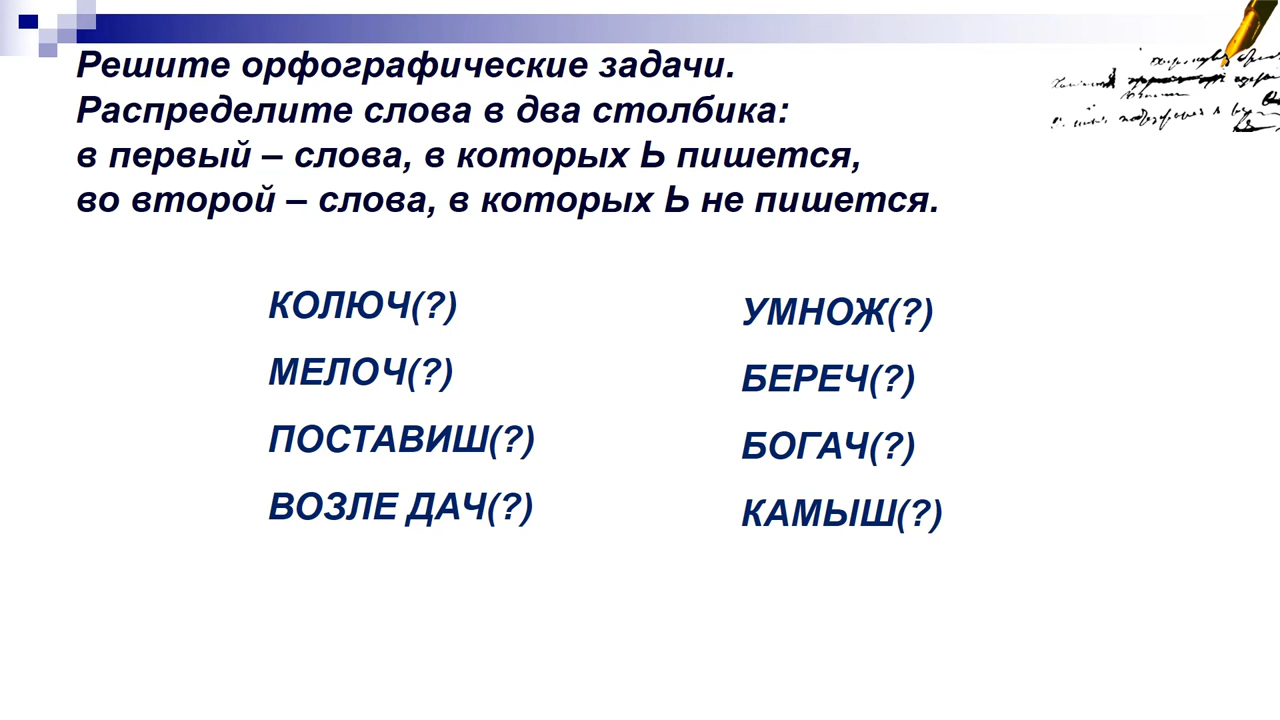 Решите орфографические задачи.
Распределите слова в два столбика:
в первый – слова, в которых Ь пишется,
во второй – слова, в которых Ь не пишется.
КОЛЮЧ(?)
МЕЛОЧ(?)
ПОСТАВИШ(?)
ВОЗЛЕ ДАЧ(?)
УМНОЖ(?)
БЕРЕЧ(?)
БОГАЧ(?)
КАМЫШ(?)